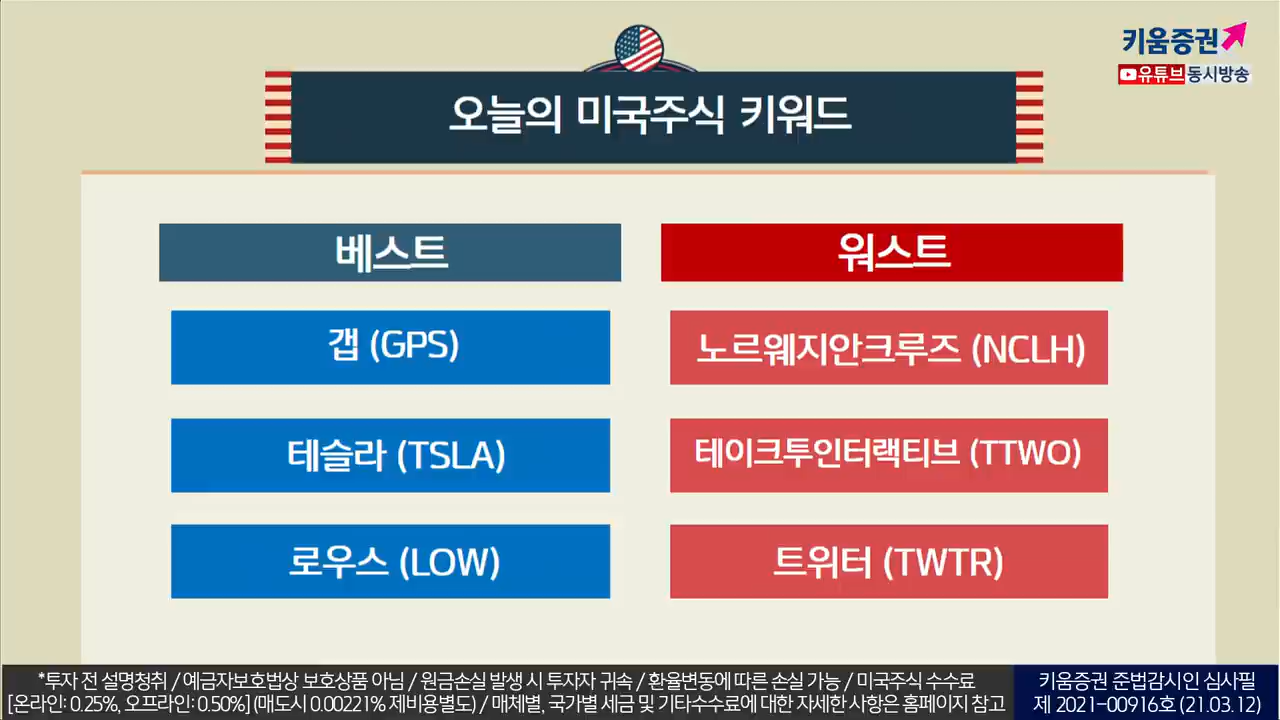 키움증권
유튜브 동시방송
오늘의 미국주식 키워드
베스트
워스트
갭 (GPS)
노르웨지안크루즈 (NCLH)
테슬라 (TSLA)
테이크투인터랙티브 (TTWO)
로우스 (LOW)
트위터 (TWTR)
*투자 전 설명청취 / 예금자보호법상 보호상품 아님 / 원금손실 발생 시 투자자 귀속 / 환율변동에 따른 손실 가능 / 미국주식 수수료
[온라인: 0.25%, 오프라인: 0.50%] (매도시 0.00221% 제비용별도) / 매체별, 국가별 세금 및 기타수수료에 대한 자세한 사항은 홈페이지 참고
키움증권 준법감시인 심사필
제 2021-00916호 (21.03.12)